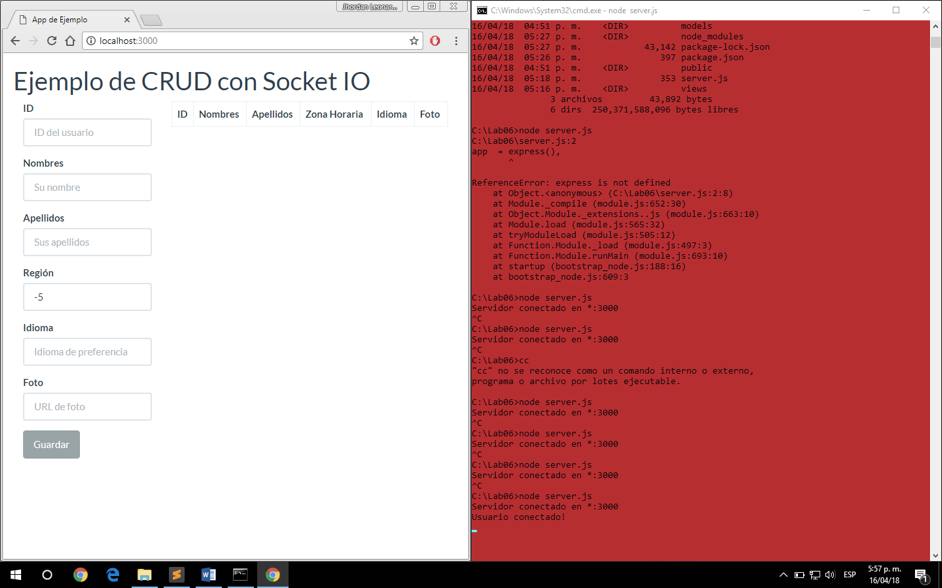 App de Ejemplo
localhost:3000
Ejemplo de CRUD con Socket IO
ID
ID del usuario
Nombres
Su nombre
Apellidos
Sus apellidos
Región
-5
Idioma
Idioma de preferencia
Foto
URL de foto
Guardar
ID Nombres Apellidos Zona Horaria Idioma Foto
C:\Windows\System32\cmd.exe - node server.js
16/04/18 04:51 p. m. <DIR> models
16/04/18 05:27 p. m. <DIR> node_modules
16/04/18 05:27 p. m. 43,142 package-lock.json
16/04/18 05:26 p. m. 397 package.json
16/04/18 04:51 p. m. <DIR> public
16/04/18 05:18 p. m. 353 server.js
16/04/18 05:16 p. m. <DIR> views
3 archivos 43,892 bytes
6 dirs 250,371,588,096 bytes libres
C:\Lab06>node server.js
C:\Lab06\server.js:2
app = express(),
^
ReferenceError: express is not defined
at Object.<anonymous> (C:\Lab06\server.js:2:8)
at Module._compile (module.js:652:30)
at Object.Module._extensions..js (module.js:663:10)
at Module.load (module.js:565:32)
at tryModuleLoad (module.js:505:12)
at Function.Module._load (module.js:497:3)
at Function.Module.runMain (module.js:693:10)
at startup (bootstrap_node.js:188:16)
at bootstrap_node.js:609:3
C:\Lab06>node server.js
Servidor conectado en *:3000
^C
C:\Lab06>node server.js
Servidor conectado en *:3000
^C
C:\Lab06>cc
"cc" no se reconoce como un comando interno o externo,
programa o archivo por lotes ejecutable.
C:\Lab06>node server.js
Servidor conectado en *:3000
^C
C:\Lab06>node server.js
Servidor conectado en *:3000
^C
C:\Lab06>node server.js
Servidor conectado en *:3000
^C
C:\Lab06>node server.js
Servidor conectado en *:3000
Usuario conectado!
ESP
5:57 p. m.
16/04/18
1